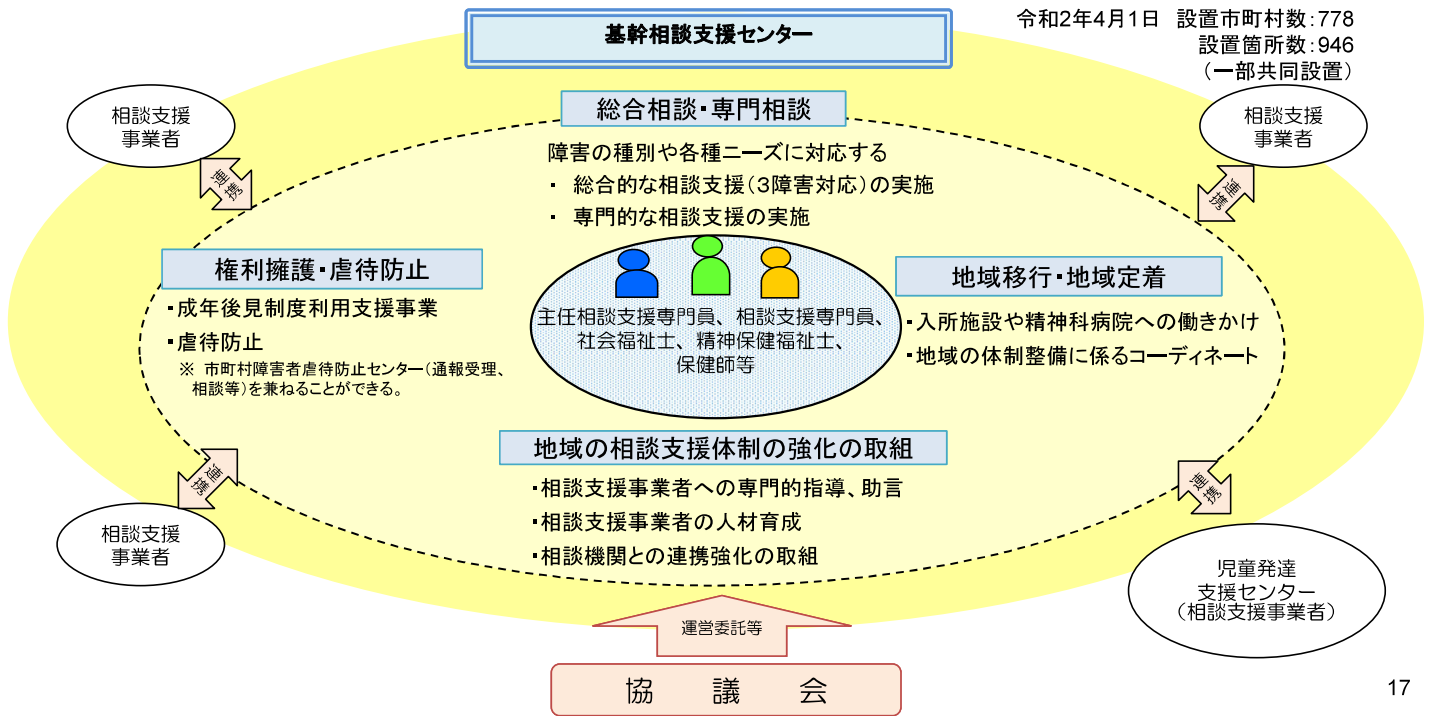 基幹相談支援センター
令和2年4月1日 設置市町村数:778
設置箇所数:946
(一部共同設置)
相談支援
事業者
連携
相談支援
事業者
連携
総合相談・専門相談
障害の種別や各種ニーズに対応する
・ 総合的な相談支援(3障害対応)の実施
・ 専門的な相談支援の実施
権利擁護・虐待防止
・成年後見制度利用支援事業
・虐待防止
※ 市町村障害者虐待防止センター(通報受理、
相談等)を兼ねることができる。
主任相談支援専門員、相談支援専門員、
社会福祉士、精神保健福祉士、
保健師等
地域移行・地域定着
・入所施設や精神科病院への働きかけ
・地域の体制整備に係るコーディネート
地域の相談支援体制の強化の取組
・相談支援事業者への専門的指導、助言
・相談支援事業者の人材育成
・相談機関との連携強化の取組
連携
相談支援
事業者
連携
児童発達
支援センター
(相談支援事業者)
運営委託等
協 議 会
17